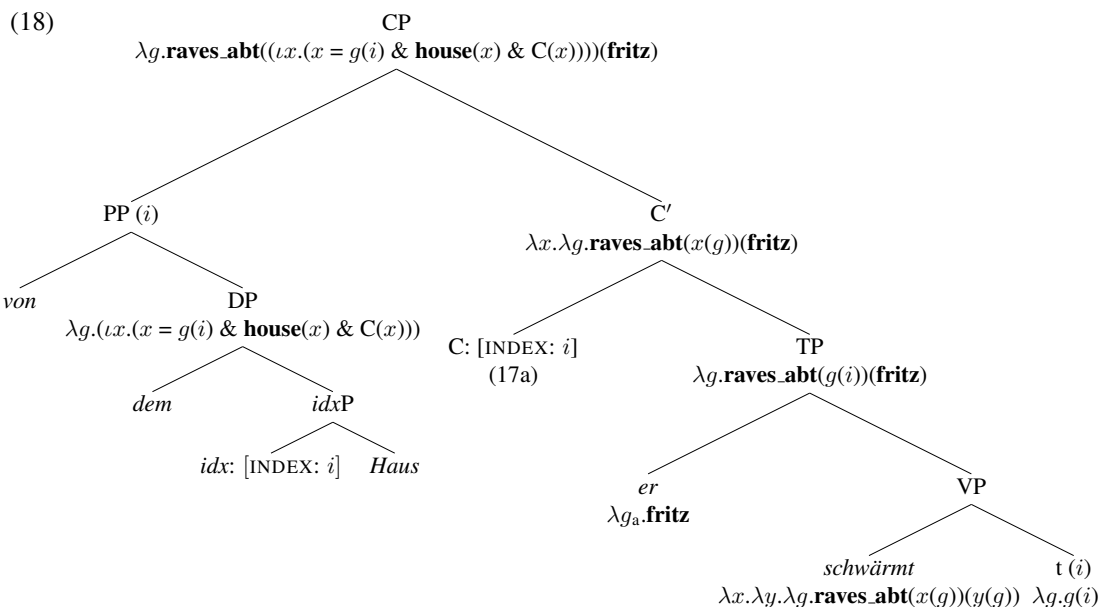 (18)
CP
λg.raves_abt((ιx.(x = g(i) & house(x) & C(x))))(fritz)
PP (i)
C′
λx.λg.raves_abt(x(g))(fritz)
von
DP
λg.(ιx.(x = g(i) & house(x) & C(x)))
C: [INDEX: i]
(17a)
TP
λg.raves_abt(g(i))(fritz)
dem
idxP
idx: [INDEX: i] Haus
er
λgₐ.fritz
VP
schwärmt
λx.λy.λg.raves_abt(x(g))(y(g))
t (i)
λg.g(i)